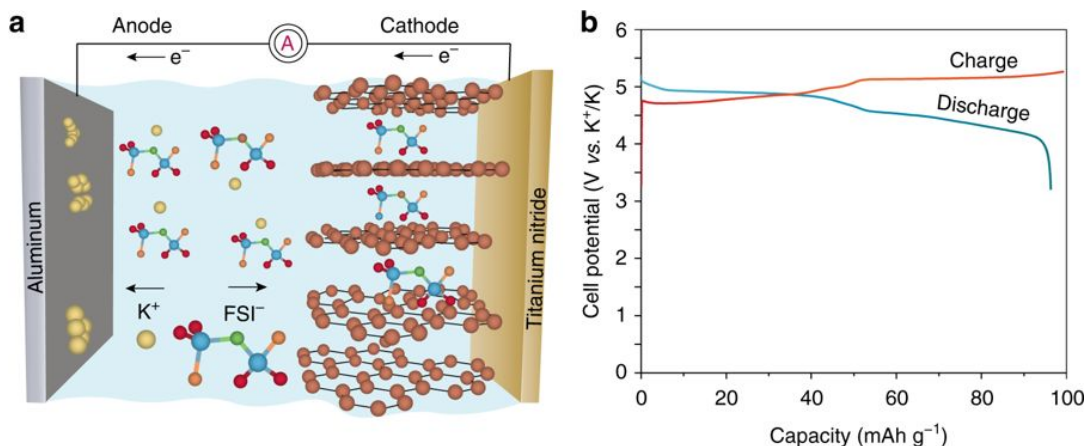 a
Anode
Cathode
A
e⁻
e⁻
Aluminum
Titanium nitride
K⁺
FSI⁻
b
6
5
4
3
2
1
0
Cell potential (V vs. K⁺/K)
Charge
Discharge
0
20
40
60
80
100
Capacity (mAh g⁻¹)